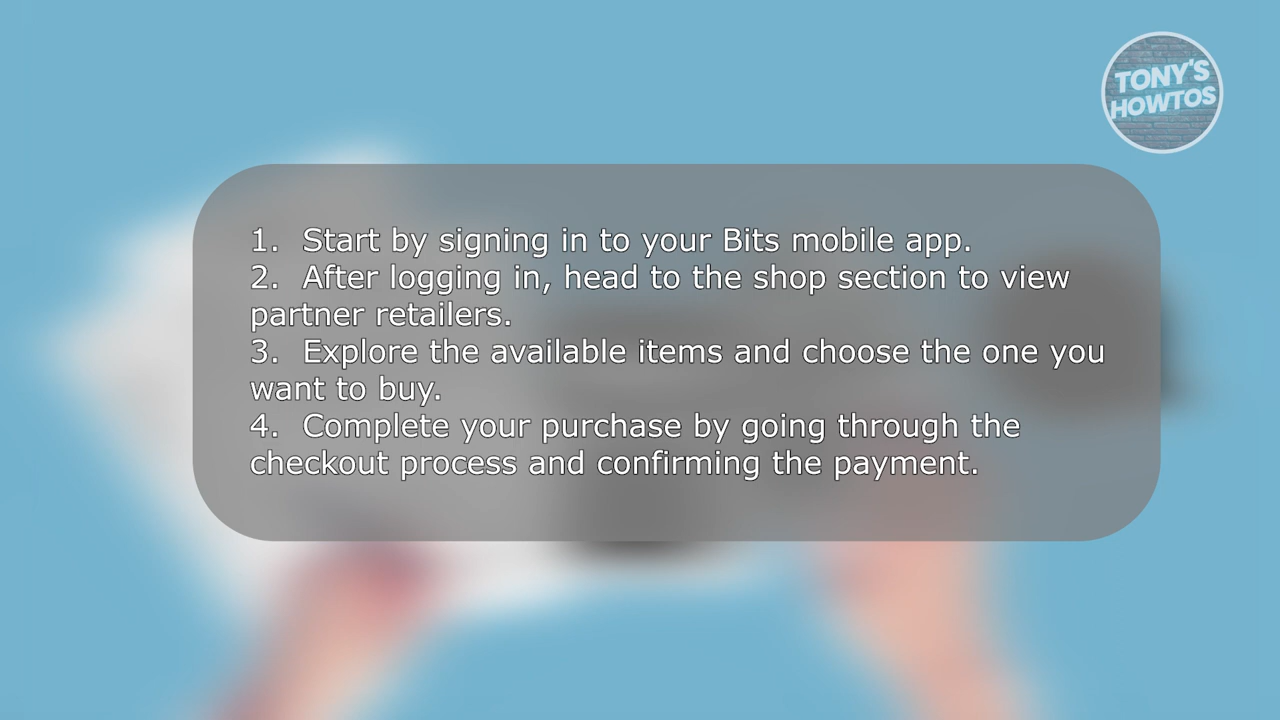 TONY'S
HOWTOS
1. Start by signing in to your Bits mobile app.
2. After logging in, head to the shop section to view
partner retailers.
3. Explore the available items and choose the one you
want to buy.
4. Complete your purchase by going through the
checkout process and confirming the payment.